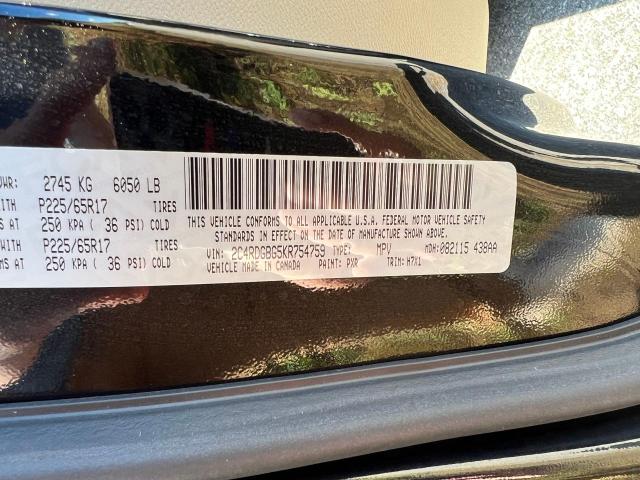 2745 KG 6050 LB
P225/65R17 TIRES
250 KPA ( 36 PSI) COLD
P225/65R17 TIRES
250 KPA ( 36 PSI) COLD
THIS VEHICLE CONFORMS TO ALL APPLICABLE U.S.A. FEDERAL MOTOR VEHICLE SAFETY
STANDARDS IN EFFECT ON THE DATE OF MANUFACTURE SHOWN ABOVE.
VIN: 2C4RDGBG5KR754759 TYPE: MPV MDH: 082115 438AA
VEHICLE MADE IN CANADA PAINT: PXR TRIM: H7X1